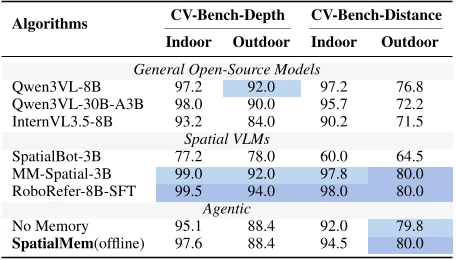 Algorithms CV-Bench-Depth CV-Bench-Distance
Indoor Outdoor Indoor Outdoor
General Open-Source Models
Qwen3VL-8B 97.2 92.0 97.2 76.8
Qwen3VL-30B-A3B 98.0 90.0 95.7 72.2
InternVL3.5-8B 93.2 84.0 90.2 71.5
Spatial VLMs
SpatialBot-3B 77.2 78.0 60.0 64.5
MM-Spatial-3B 99.0 92.0 97.8 80.0
RoboRefer-8B-SFT 99.5 94.0 98.0 80.0
Agentic
No Memory 95.1 88.4 92.0 79.8
SpatialMem(offline) 97.6 88.4 94.5 80.0